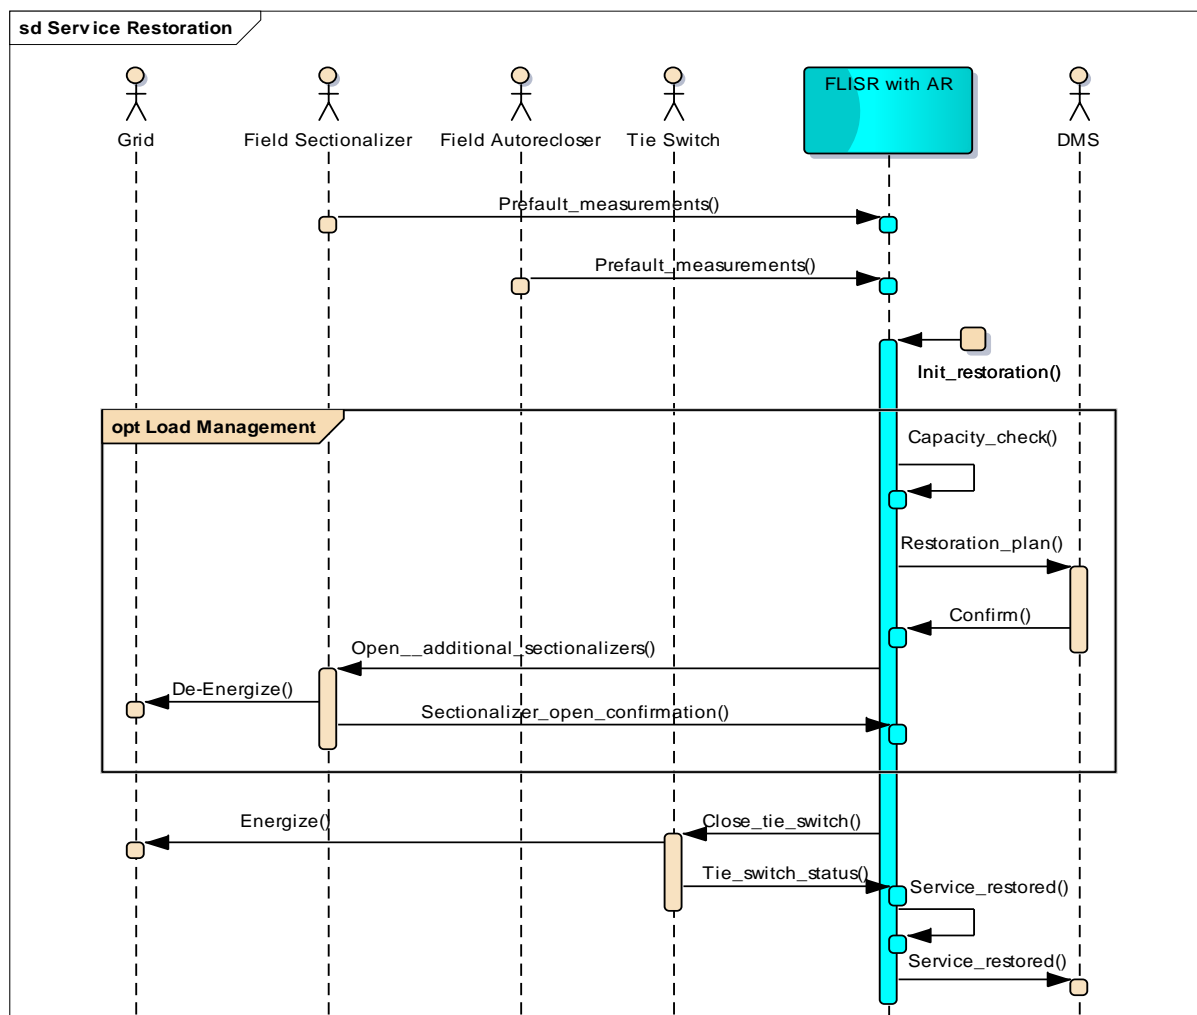 sd Service Restoration
Grid
Field Sectionalizer
Field Autorecloser
Tie Switch
FLISR with AR
DMS
Prefault_measurements()
Prefault_measurements()
Init_restoration()
opt Load Management
Capacity_check()
Restoration_plan()
Confirm()
Open__additional_sectionalizers()
De-Energize()
Sectionalizer_open_confirmation()
Energize()
Close_tie_switch()
Tie_switch_status()
Service_restored()
Service_restored()